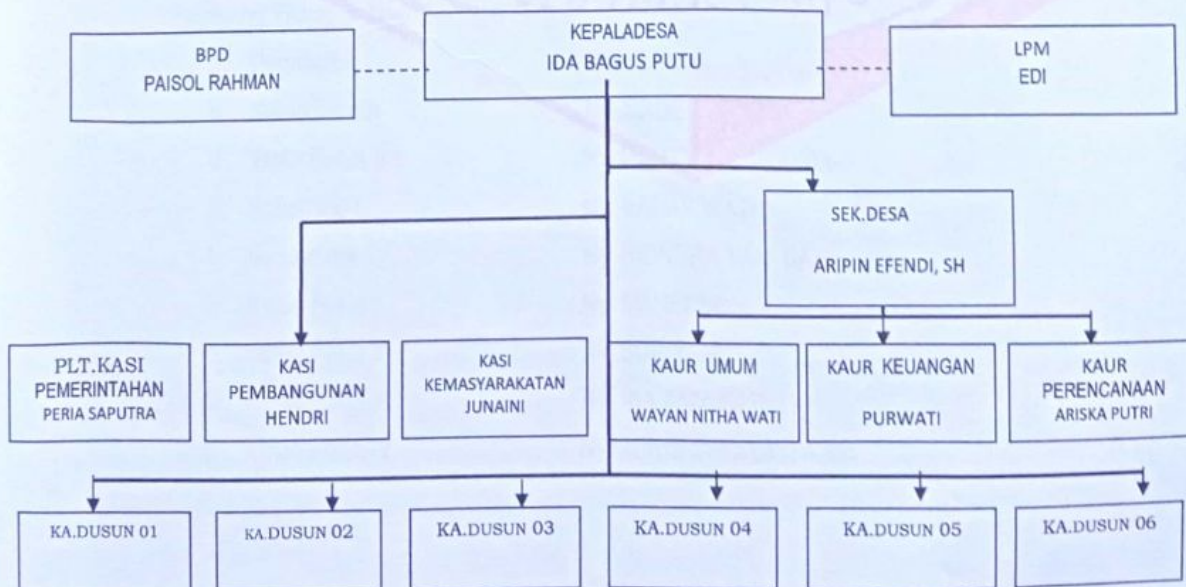 KEPALADESA
IDA BAGUS PUTU
BPD
PAISOL RAHMAN
LPM
EDI
SEK.DESA
ARIPIN EFENDI, SH
PLT.KASI
PEMERINTAHAN
PERIA SAPUTRA
KASI
PEMBANGUNAN
HENDRI
KASI
KEMASYARAKATAN
JUNAINI
KAUR UMUM
WAYAN NITHA WATI
KAUR KEUANGAN
PURWATI
KAUR
PERENCANAAN
ARISKA PUTRI
KA.DUSUN 01
KA.DUSUN 02
KA.DUSUN 03
KA.DUSUN 04
KA.DUSUN 05
KA.DUSUN 06